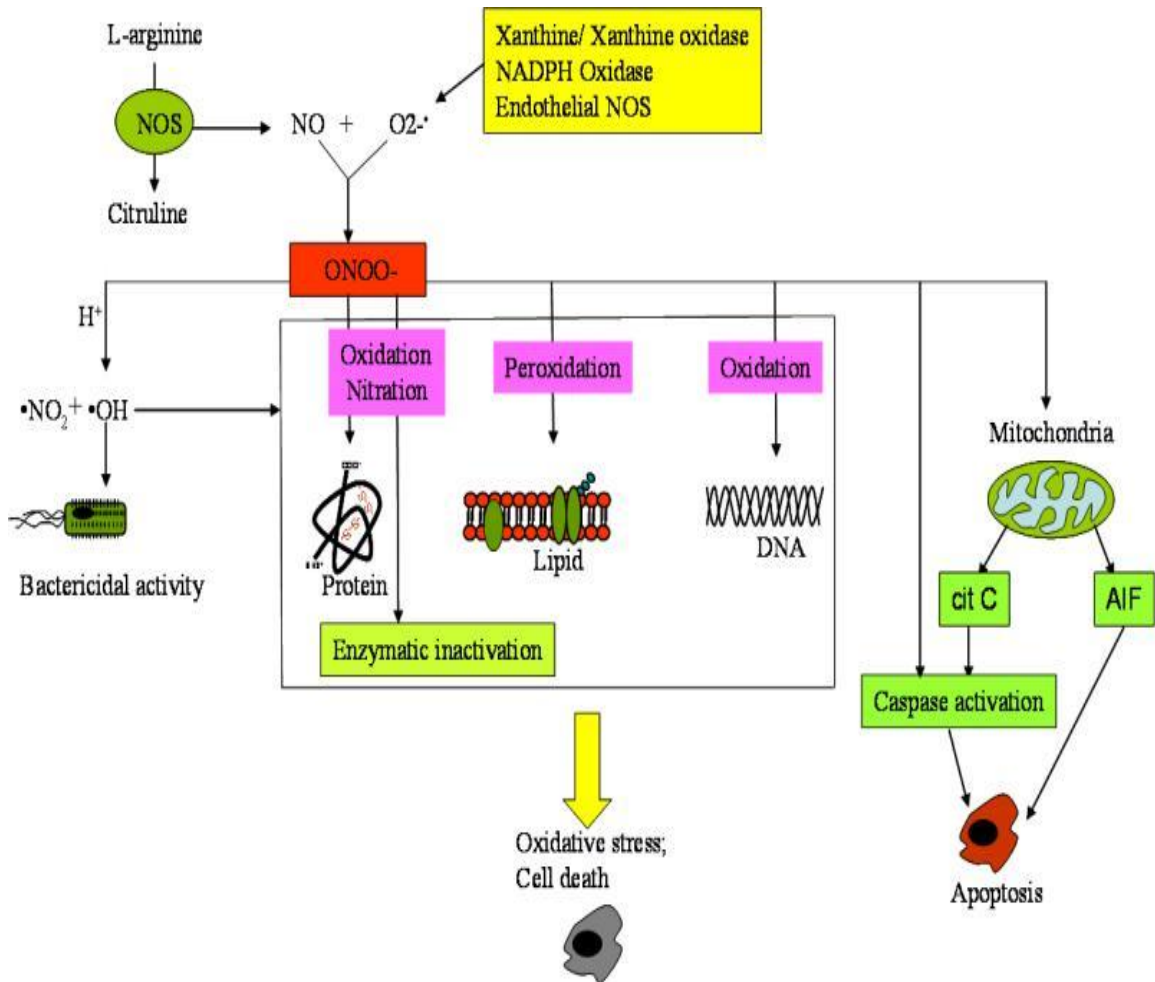 L-arginine
NOS
Citruline
NO + O2-•
Xanthine/ Xanthine oxidase
NADPH Oxidase
Endothelial NOS
ONOO-
H⁺
•NO₂ + •OH
Bactericidal activity
Oxidation
Nitration
Peroxidation
Oxidation
Protein
Lipid
DNA
Enzymatic inactivation
Oxidative stress;
Cell death
Mitochondria
cit C
AIF
Caspase activation
Apoptosis